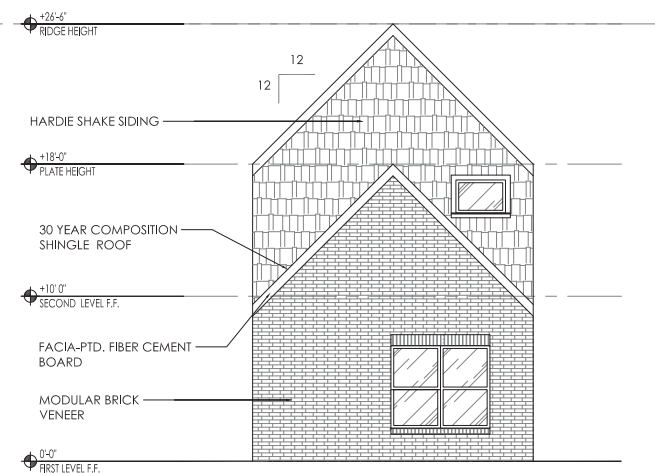 +26'-6"
RIDGE HEIGHT
12
12
HARDIE SHAKE SIDING
+18'-0"
PLATE HEIGHT
30 YEAR COMPOSITION
SHINGLE ROOF
+10' 0"
SECOND LEVEL F.F.
FACIA-PTD. FIBER CEMENT
BOARD
MODULAR BRICK
VENEER
0'-0"
FIRST LEVEL F.F.